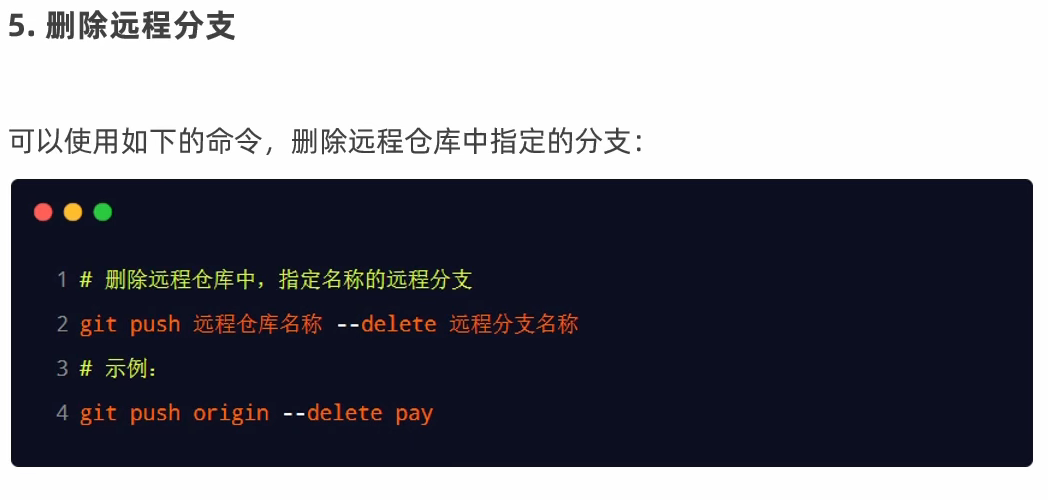 5. 删除远程分支
可以使用如下的命令，删除远程仓库中指定的分支：
1 # 删除远程仓库中，指定名称的远程分支
2 git push 远程仓库名称 --delete 远程分支名称
3 # 示例：
4 git push origin --delete pay